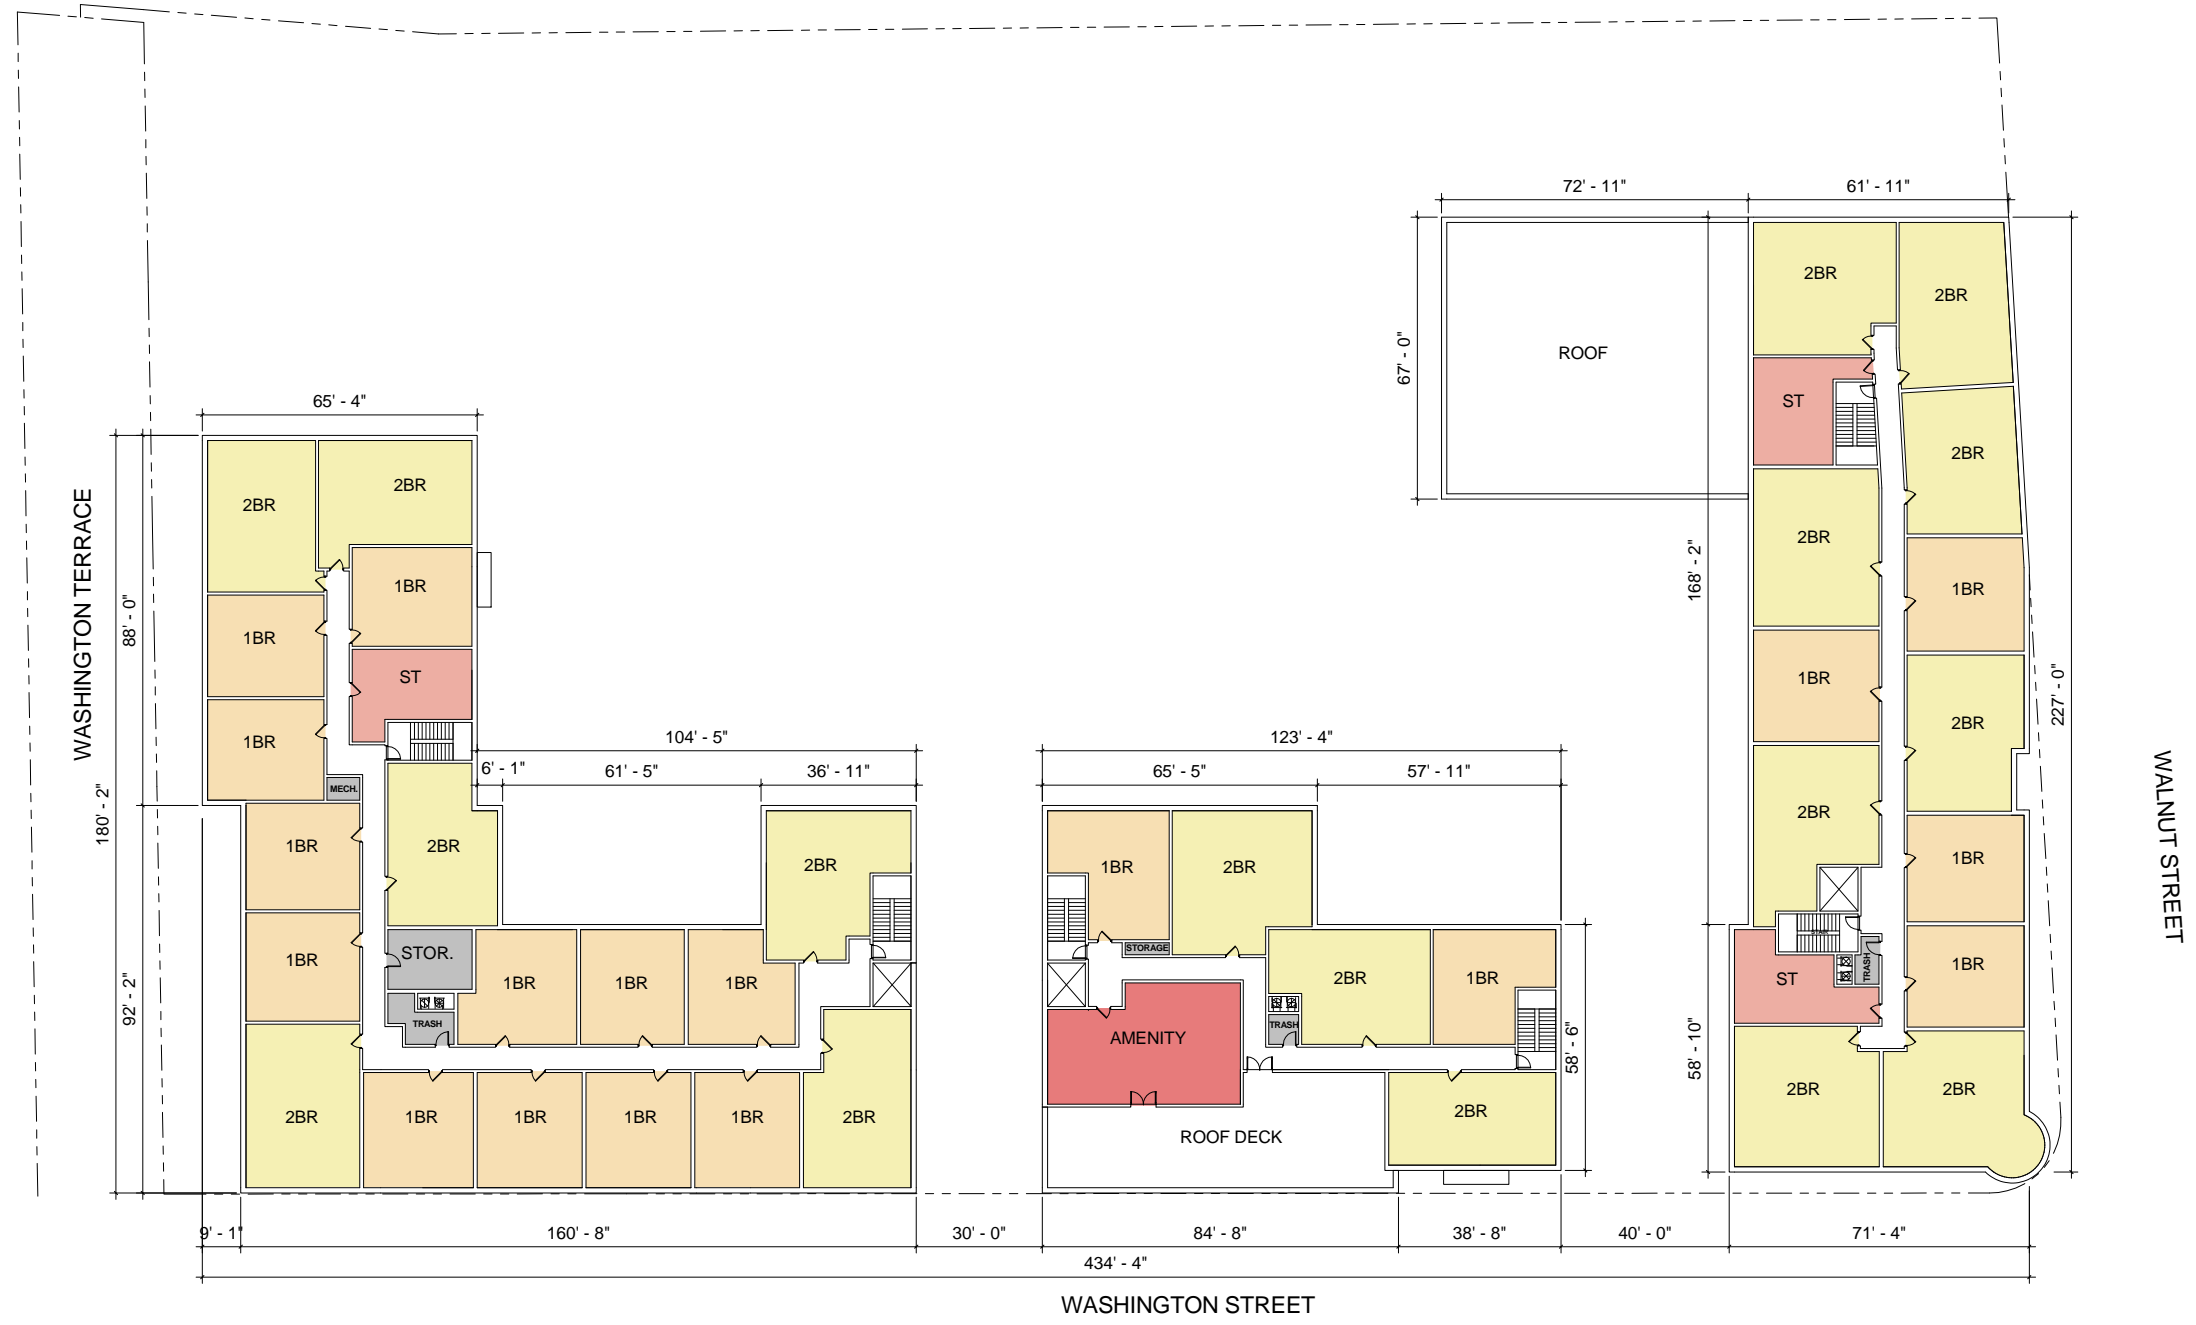 72' - 11"
61' - 11"
2BR
2BR
67' - 0"
ROOF
ST
65' - 4"
2BR
2BR
2BR
WASHINGTON TERRACE
88' - 0"
1BR
1BR
ST
1BR
MECH.
180' - 2"
168' - 2"
2BR
1BR
1BR
2BR
2BR
227' - 0"
WALNUT STREET
104' - 5"
6' - 1"
61' - 5"
36' - 11"
123' - 4"
65' - 5"
57' - 11"
1BR
2BR
2BR
1BR
2BR
1BR
92' - 2"
1BR
STOR.
1BR
1BR
1BR
TRASH
STORAGE
2BR
1BR
AMENITY
TRASH
58' - 6"
STAIR
TRASH
ST
1BR
58' - 10"
2BR
1BR
1BR
1BR
1BR
2BR
ROOF DECK
2BR
2BR
2BR
9' - 1"
160' - 8"
30' - 0"
84' - 8"
38' - 8"
40' - 0"
71' - 4"
434' - 4"
WASHINGTON STREET